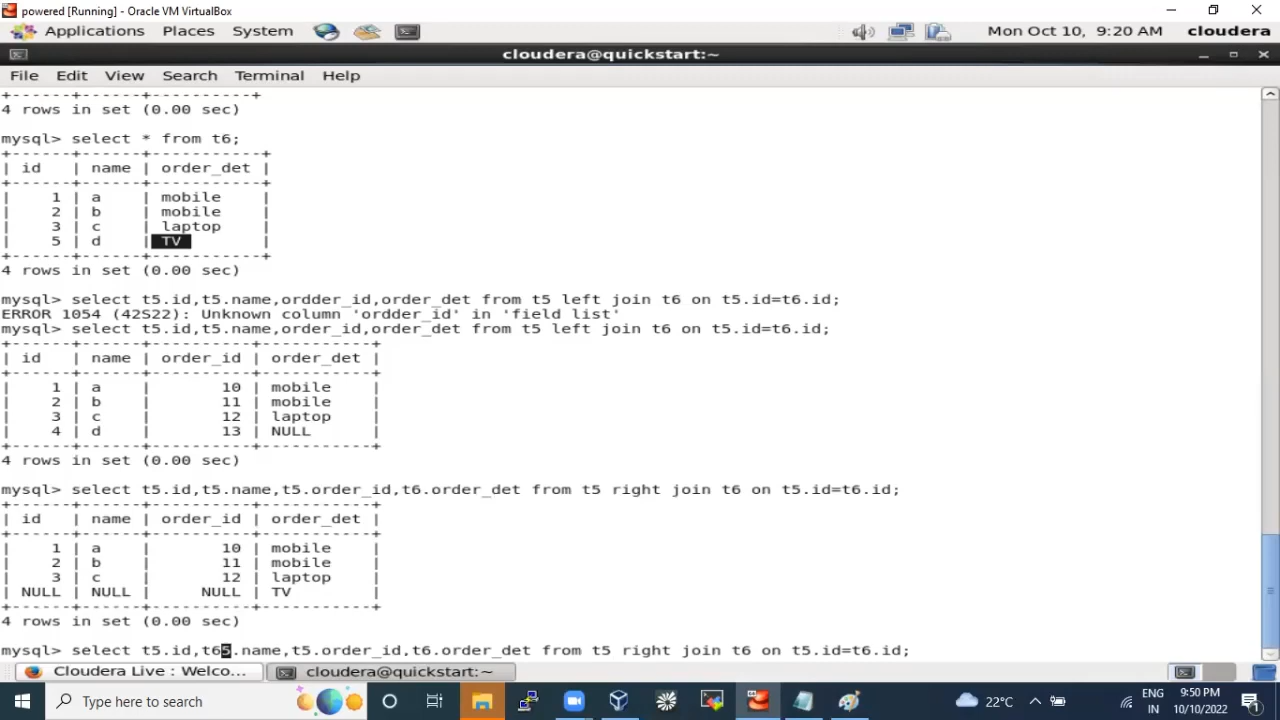 powered [Running] - Oracle VM VirtualBox
Applications Places System Mon Oct 10, 9:20 AM cloudera
cloudera@quickstart:~
File Edit View Search Terminal Help
+------+------+----------+
4 rows in set (0.00 sec)
mysql> select * from t6;
+------+------+-----------+
| id | name | order_det |
+------+------+-----------+
| 1 | a | mobile |
| 2 | b | mobile |
| 3 | c | laptop |
| 5 | d | TV |
+------+------+-----------+
4 rows in set (0.00 sec)
mysql> select t5.id,t5.name,ordder_id,order_det from t5 left join t6 on t5.id=t6.id;
ERROR 1054 (42S22): Unknown column 'ordder_id' in 'field list'
mysql> select t5.id,t5.name,order_id,order_det from t5 left join t6 on t5.id=t6.id;
+------+------+----------+-----------+
| id | name | order_id | order_det |
+------+------+----------+-----------+
| 1 | a | 10 | mobile |
| 2 | b | 11 | mobile |
| 3 | c | 12 | laptop |
| 4 | d | 13 | NULL |
+------+------+----------+-----------+
4 rows in set (0.00 sec)
mysql> select t5.id,t5.name,t5.order_id,t6.order_det from t5 right join t6 on t5.id=t6.id;
+------+------+----------+-----------+
| id | name | order_id | order_det |
+------+------+----------+-----------+
| 1 | a | 10 | mobile |
| 2 | b | 11 | mobile |
| 3 | c | 12 | laptop |
| NULL | NULL | NULL | TV |
+------+------+----------+-----------+
4 rows in set (0.00 sec)
mysql> select t5.id,t65.name,t5.order_id,t6.order_det from t5 right join t6 on t5.id=t6.id;
Cloudera Live : Welco... cloudera@quickstart:~
Type here to search 22°C ENG 9:50 PM
IN 10/10/2022 1